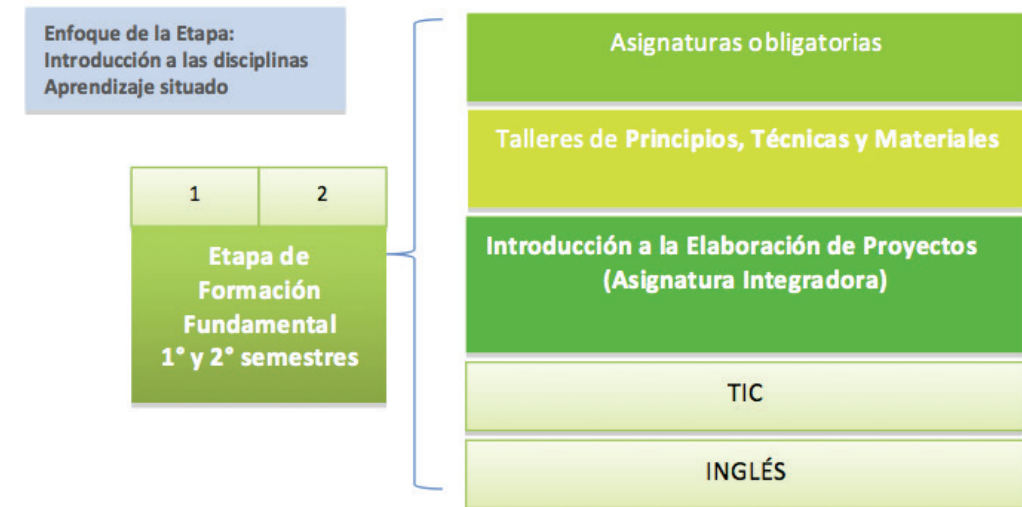 Enfoque de la Etapa:
Introducción a las disciplinas
Aprendizaje situado
1
2
Etapa de
Formación
Fundamental
1° y 2° semestres
Asignaturas obligatorias
Talleres de Principios, Técnicas y Materiales
Introducción a la Elaboración de Proyectos
(Asignatura Integradora)
TIC
INGLÉS